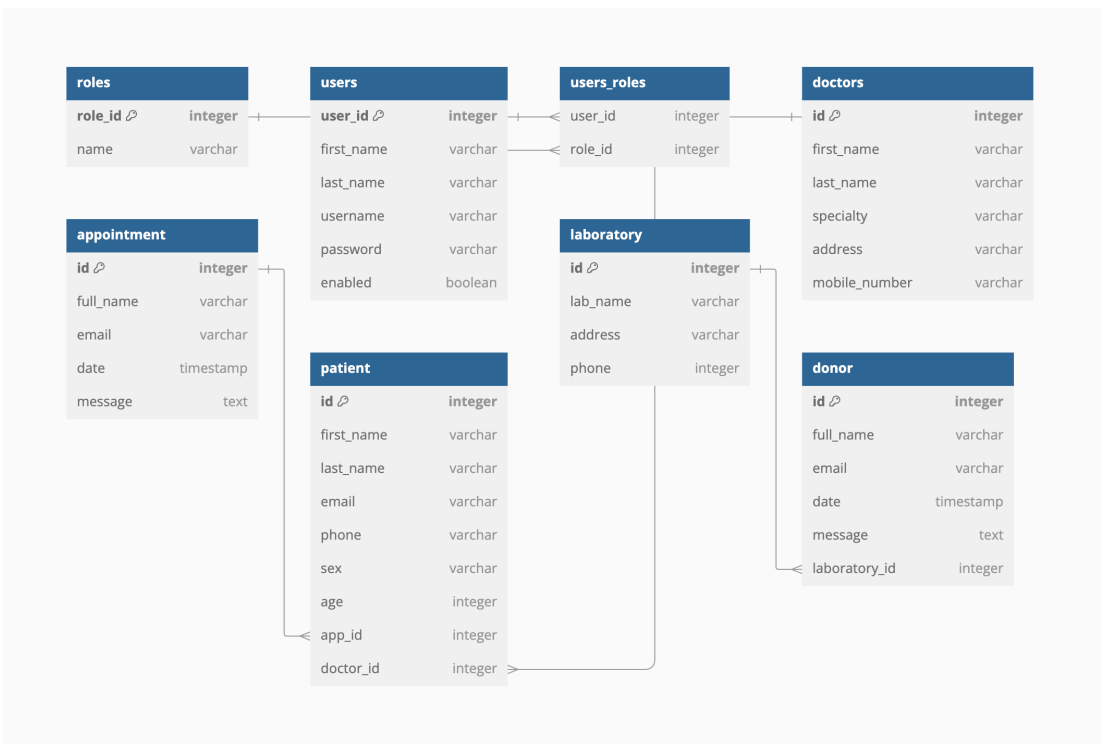 roles
role_id integer
name varchar
users
user_id integer
first_name varchar
last_name varchar
username varchar
password varchar
enabled boolean
users_roles
user_id integer
role_id integer
doctors
id integer
first_name varchar
last_name varchar
specialty varchar
address varchar
mobile_number varchar
appointment
id integer
full_name varchar
email varchar
date timestamp
message text
laboratory
id integer
lab_name varchar
address varchar
phone integer
patient
id integer
first_name varchar
last_name varchar
email varchar
phone varchar
sex varchar
age integer
app_id integer
doctor_id integer
donor
id integer
full_name varchar
email varchar
date timestamp
message text
laboratory_id integer